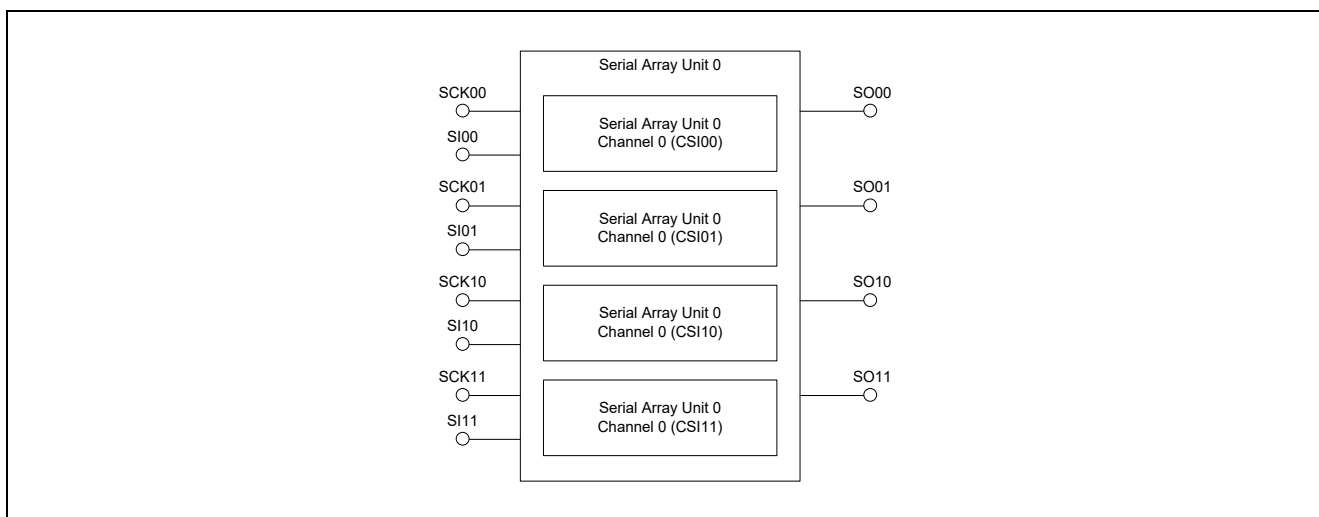 Serial Array Unit 0
SCK00
SO00
Serial Array Unit 0
Channel 0 (CSI00)
SI00
SCK01
SO01
Serial Array Unit 0
Channel 0 (CSI01)
SI01
SCK10
SO10
Serial Array Unit 0
Channel 0 (CSI10)
SI10
SCK11
SO11
Serial Array Unit 0
Channel 0 (CSI11)
SI11